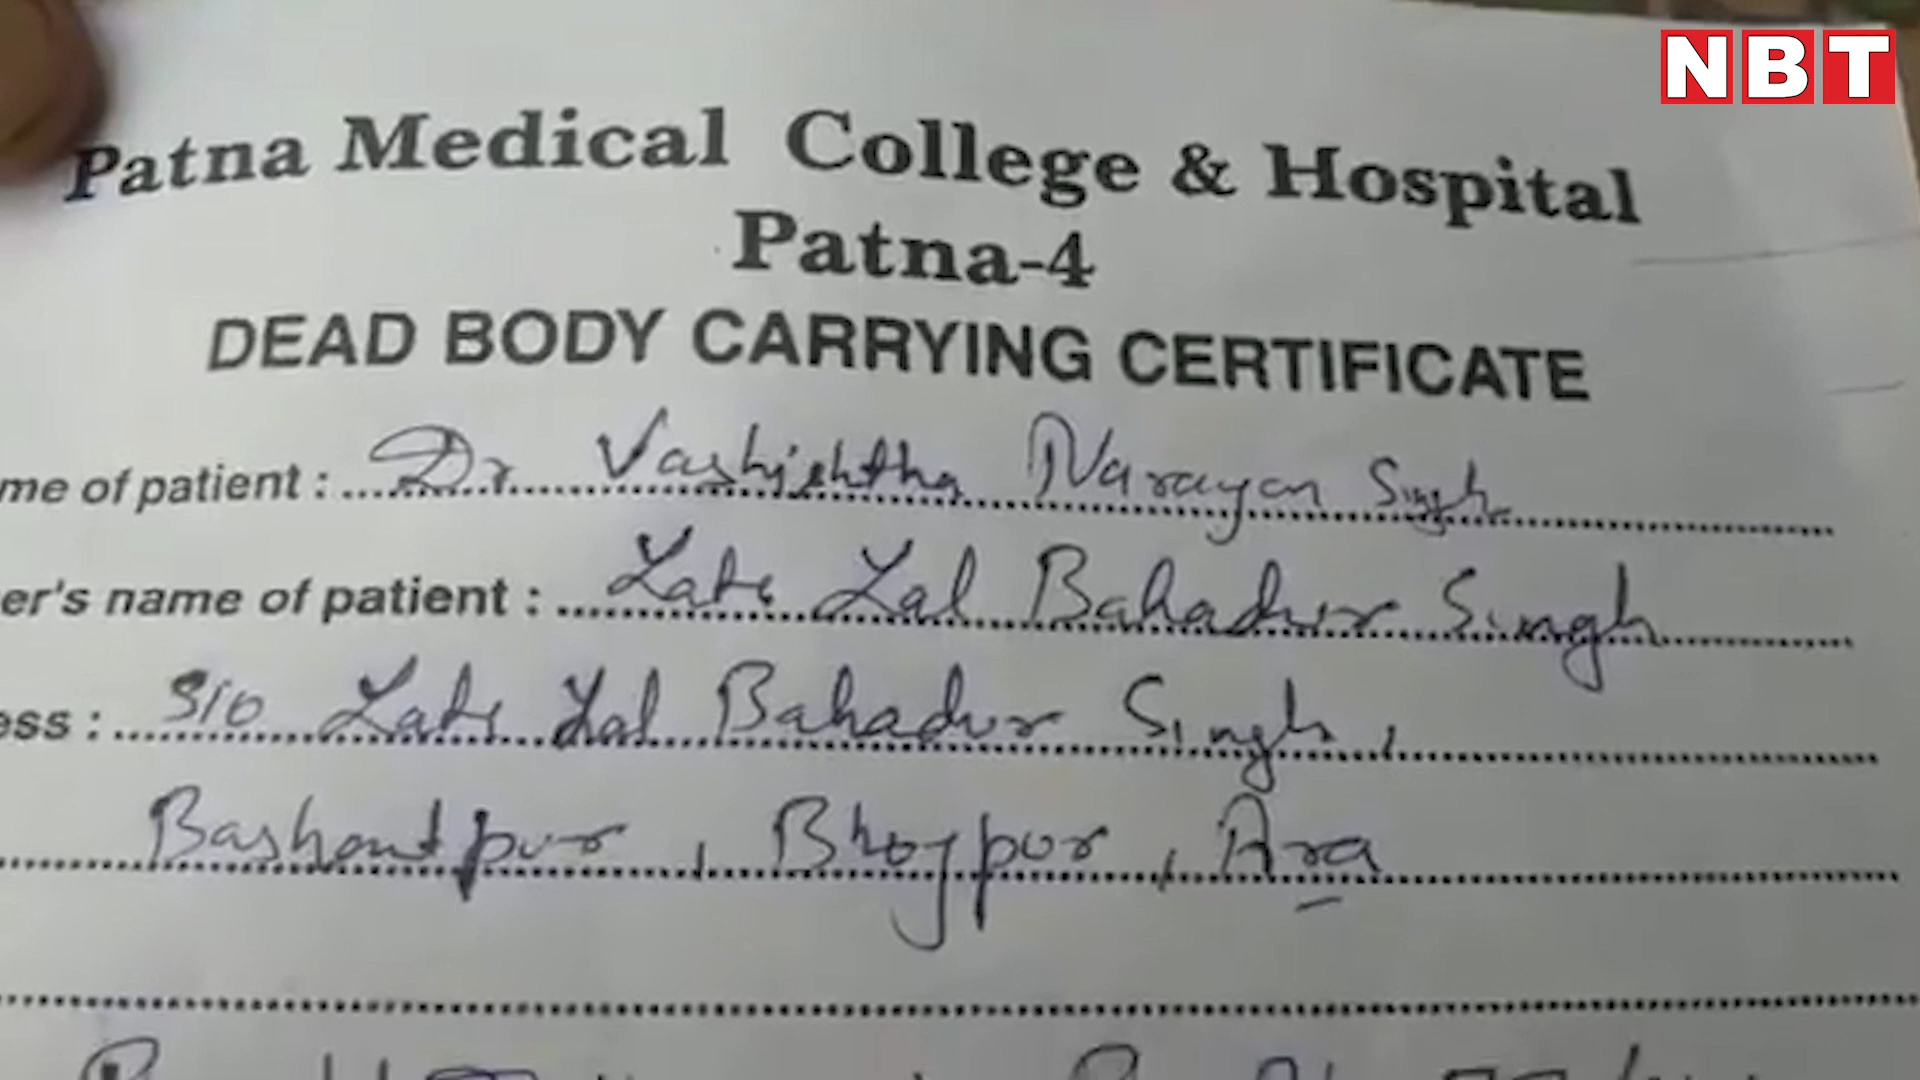 NBT
Patna Medical College & Hospital
Patna-4
DEAD BODY CARRYING CERTIFICATE
me of patient : Dr Vashishtha Narayan Singh
er's name of patient : Late Lal Bahadur Singh
ess : S/o Late Lal Bahadur Singh,
Bashantpur, Bhojpur, Ara